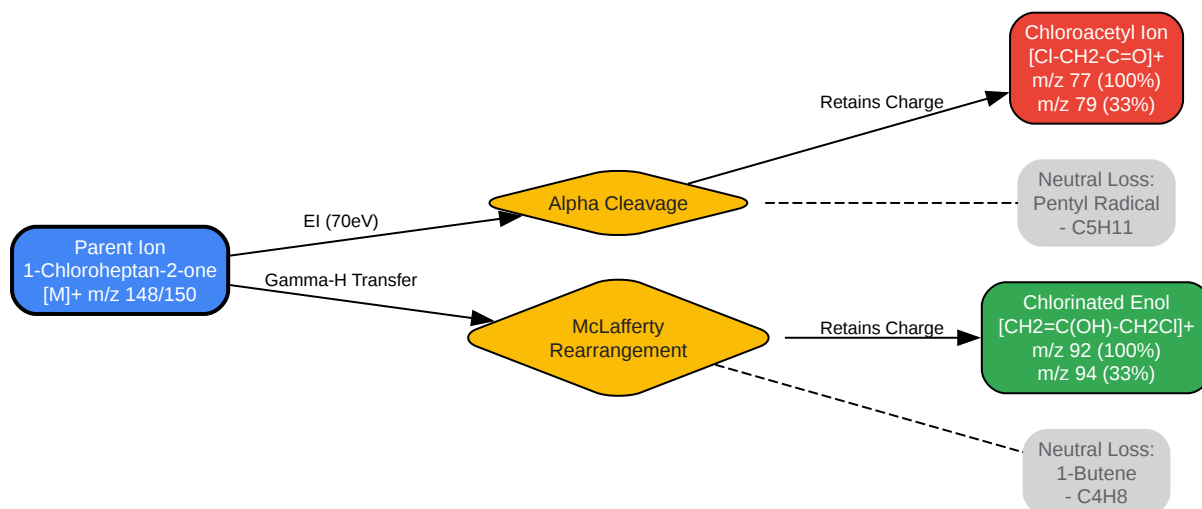 Parent Ion
1-Chloroheptan-2-one
[M]+ m/z 148/150
EI (70eV)
Gamma-H Transfer
Alpha Cleavage
McLafferty
Rearrangement
Retains Charge
Chloroacetyl Ion
[Cl-CH2-C=O]+
m/z 77 (100%)
m/z 79 (33%)
Neutral Loss:
Pentyl Radical
- C5H11
Retains Charge
Chlorinated Enol
[CH2=C(OH)-CH2Cl]+
m/z 92 (100%)
m/z 94 (33%)
Neutral Loss:
1-Butene
- C4H8